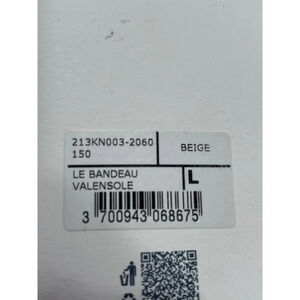 213KN003-2060
150
BEIGE
LE BANDEAU
VALENSOLE
L
3 700943 068675